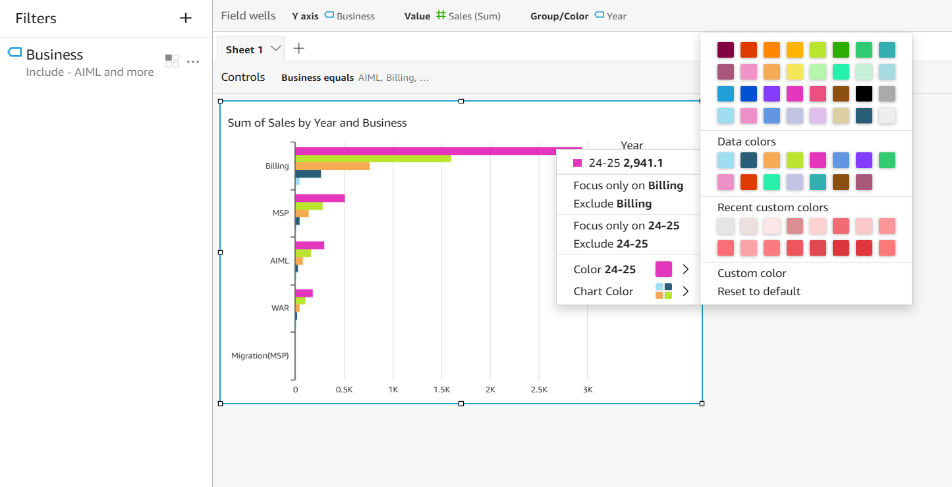 Filters +
Field wells Y axis Business Value Sales (Sum) Group/Color Year
Business
Include - AIML and more
Sheet 1 +
Controls Business equals AIML, Billing, ...
Sum of Sales by Year and Business
Year
Billing
MSP
AIML
WAR
Migration(MSP)
0 0.5K 1K 1.5K 2K 2.5K 3K
24-25 2,941.1
Focus only on Billing
Exclude Billing
Focus only on 24-25
Exclude 24-25
Color 24-25
Chart Color
Data colors
Recent custom colors
Custom color
Reset to default